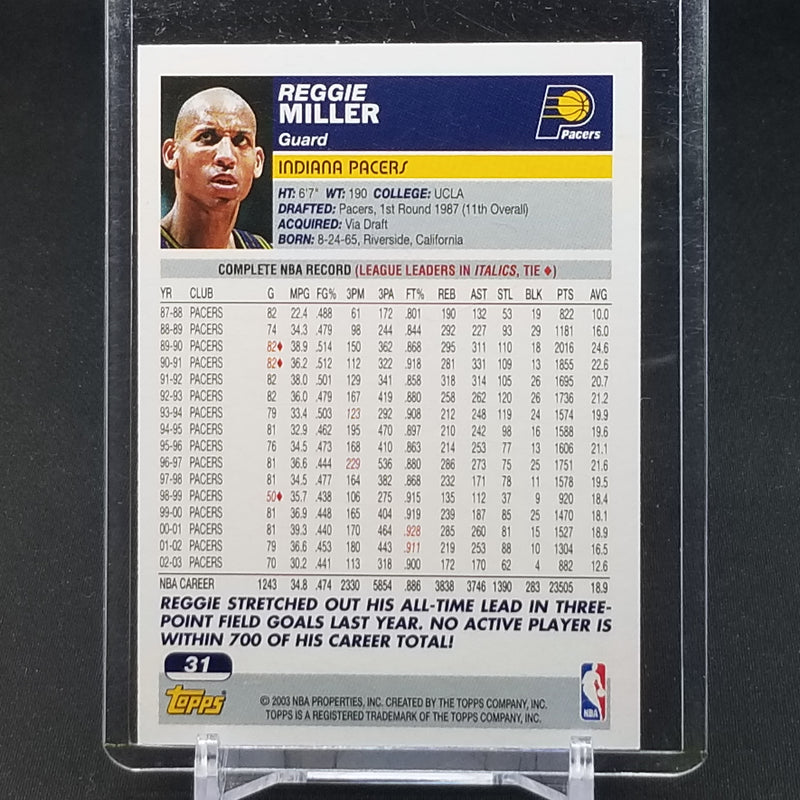 REGGIE
MILLER
Guard
Pacers
INDIANA PACERS
HT: 6'7" WT: 190 COLLEGE: UCLA
DRAFTED: Pacers, 1st Round 1987 (11th Overall)
ACQUIRED: Via Draft
BORN: 8-24-65, Riverside, California
COMPLETE NBA RECORD (LEAGUE LEADERS IN ITALICS, TIE ♦)
YR CLUB G MPG FG% 3PM 3PA FT% REB AST STL BLK PTS AVG
87-88 PACERS 82 22.4 .488 61 172 .801 190 132 53 19 822 10.0
88-89 PACERS 74 34.3 .479 98 244 .844 292 227 93 29 1181 16.0
89-90 PACERS 82♦ 38.9 .514 150 362 .868 295 311 110 18 2016 24.6
90-91 PACERS 82♦ 36.2 .512 112 322 .918 281 331 109 13 1855 22.6
91-92 PACERS 82 38.0 .501 129 341 .858 318 314 105 26 1695 20.7
92-93 PACERS 82 36.0 .479 167 419 .880 258 262 120 26 1736 21.2
93-94 PACERS 79 33.4 .503 123 292 .908 212 248 119 24 1574 19.9
94-95 PACERS 81 32.9 .462 195 470 .897 210 242 98 16 1588 19.6
95-96 PACERS 76 34.5 .473 168 410 .863 214 253 77 13 1606 21.1
96-97 PACERS 81 36.6 .444 229 536 .880 286 273 75 25 1751 21.6
97-98 PACERS 81 34.5 .477 164 382 .868 232 171 78 11 1578 19.5
98-99 PACERS 50♦ 35.7 .438 106 275 .915 135 112 37 9 920 18.4
99-00 PACERS 81 36.9 .448 165 404 .919 239 187 85 25 1470 18.1
00-01 PACERS 81 39.3 .440 170 464 .928 285 260 81 15 1527 18.9
01-02 PACERS 79 36.6 .453 180 443 .911 219 253 88 10 1304 16.5
02-03 PACERS 70 30.2 .441 113 318 .900 172 170 62 4 882 12.6
NBA CAREER 1243 34.8 .474 2330 5854 .886 3838 3746 1390 283 23505 18.9
REGGIE STRETCHED OUT HIS ALL-TIME LEAD IN THREE-
POINT FIELD GOALS LAST YEAR. NO ACTIVE PLAYER IS
WITHIN 700 OF HIS CAREER TOTAL!
31
Topps
© 2003 NBA PROPERTIES, INC. CREATED BY THE TOPPS COMPANY, INC.
TOPPS IS A REGISTERED TRADEMARK OF THE TOPPS COMPANY, INC.
NBA